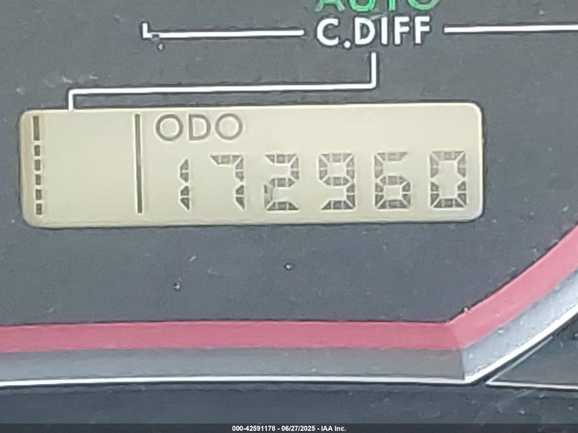 AUTO
C.DIFF
ODO
172960
000-42591178 - 06/27/2025 - IAA Inc.